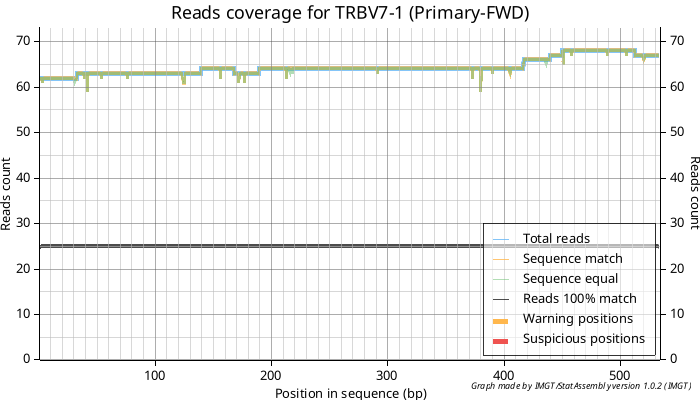 Reads coverage for TRBV7-1 (Primary-FWD)
70 70
60 60
50 50
40 40
30 30
20 20
10 10
0 0
Reads count
Reads count
Total reads
Sequence match
Sequence equal
Reads 100% match
Warning positions
Suspicious positions
100 200 300 400 500
Position in sequence (bp)
Graph made by IMGT/StatAssembly version 1.0.2 (IMGT)